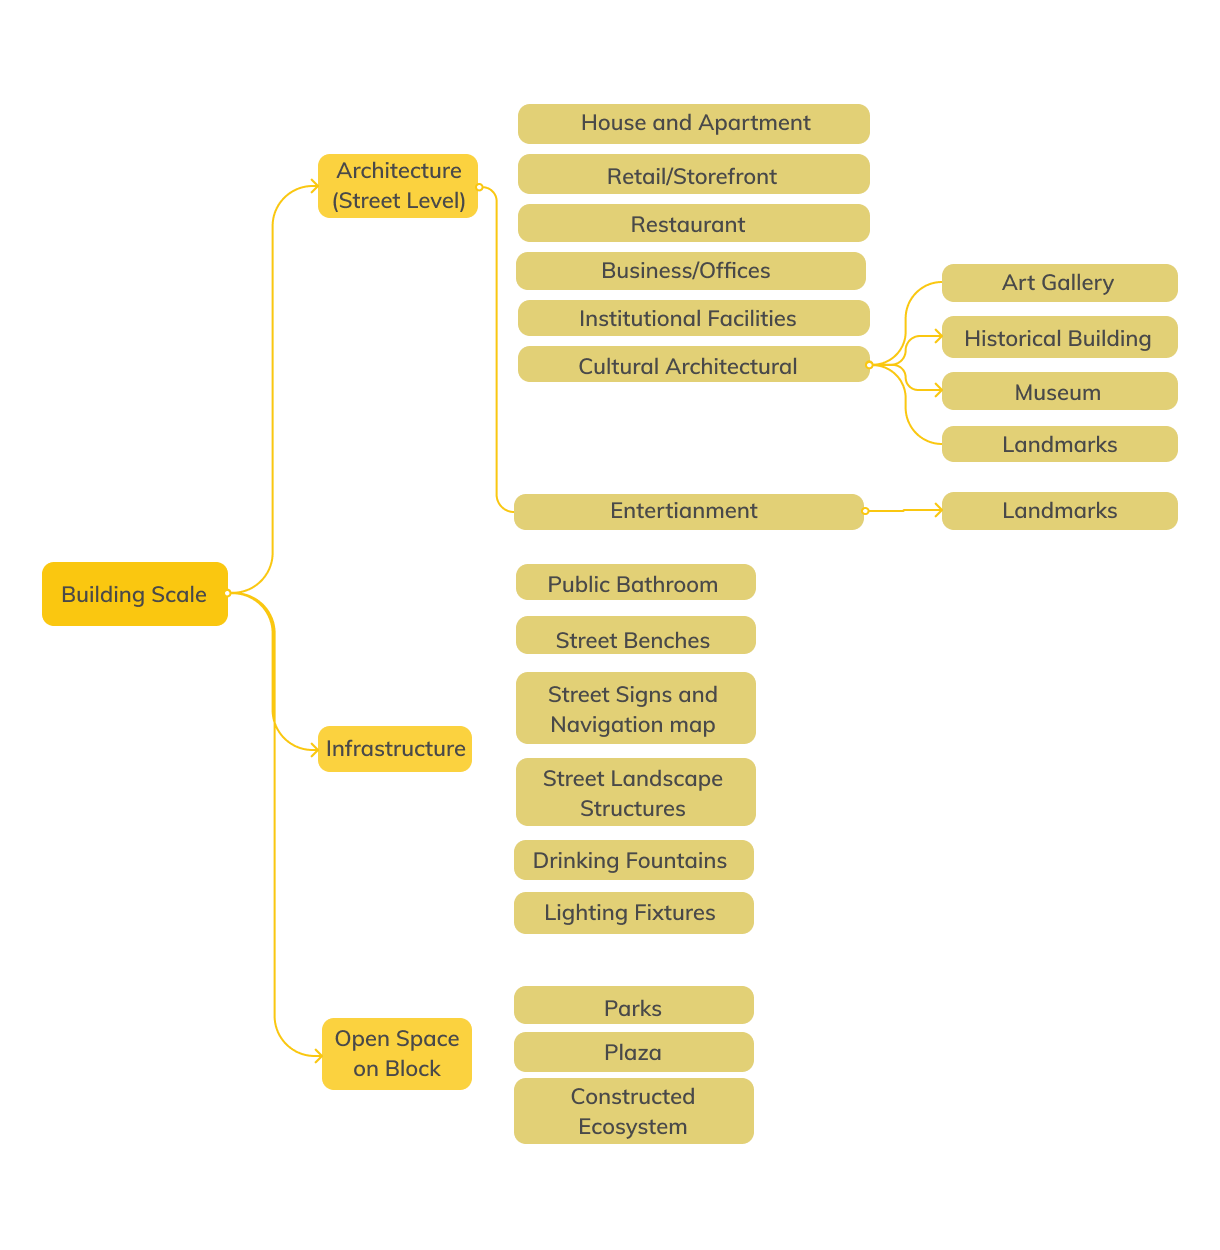 Building Scale
Architecture
(Street Level)
House and Apartment
Retail/Storefront
Restaurant
Business/Offices
Institutional Facilities
Cultural Architectural
Art Gallery
Historical Building
Museum
Landmarks
Entertianment
Landmarks
Infrastructure
Public Bathroom
Street Benches
Street Signs and
Navigation map
Street Landscape
Structures
Drinking Fountains
Lighting Fixtures
Open Space
on Block
Parks
Plaza
Constructed
Ecosystem